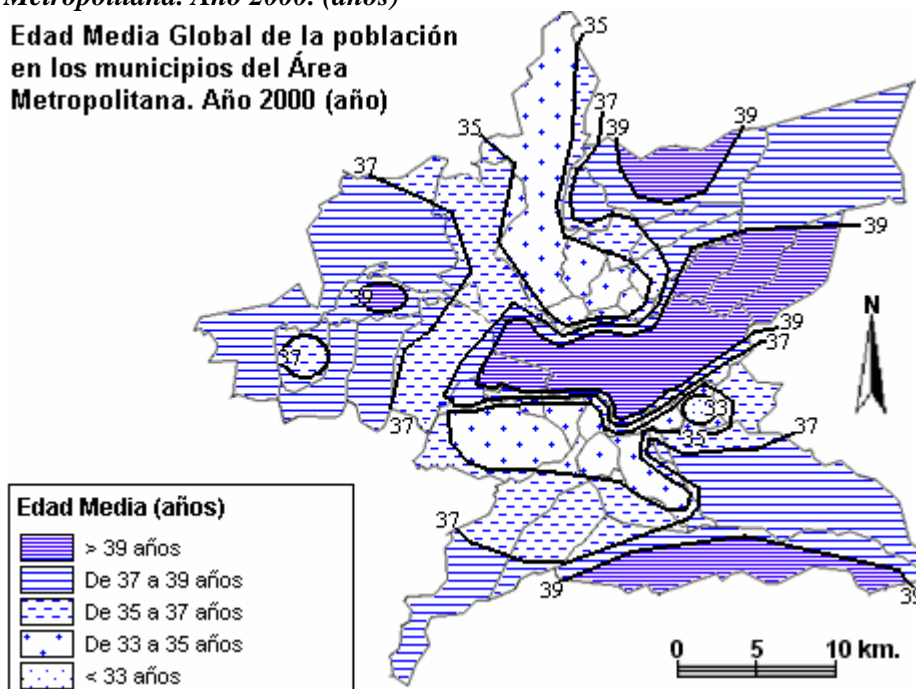 Metropolitana. Año 2000. (años)
Edad Media Global de la población
en los municipios del Área
Metropolitana. Año 2000 (año)
35
37
39
39
35
37
39
39
N
37
39
37
33
35
37
37
37
39
39
Edad Media (años)
> 39 años
De 37 a 39 años
De 35 a 37 años
De 33 a 35 años
< 33 años
0 5 10 km.